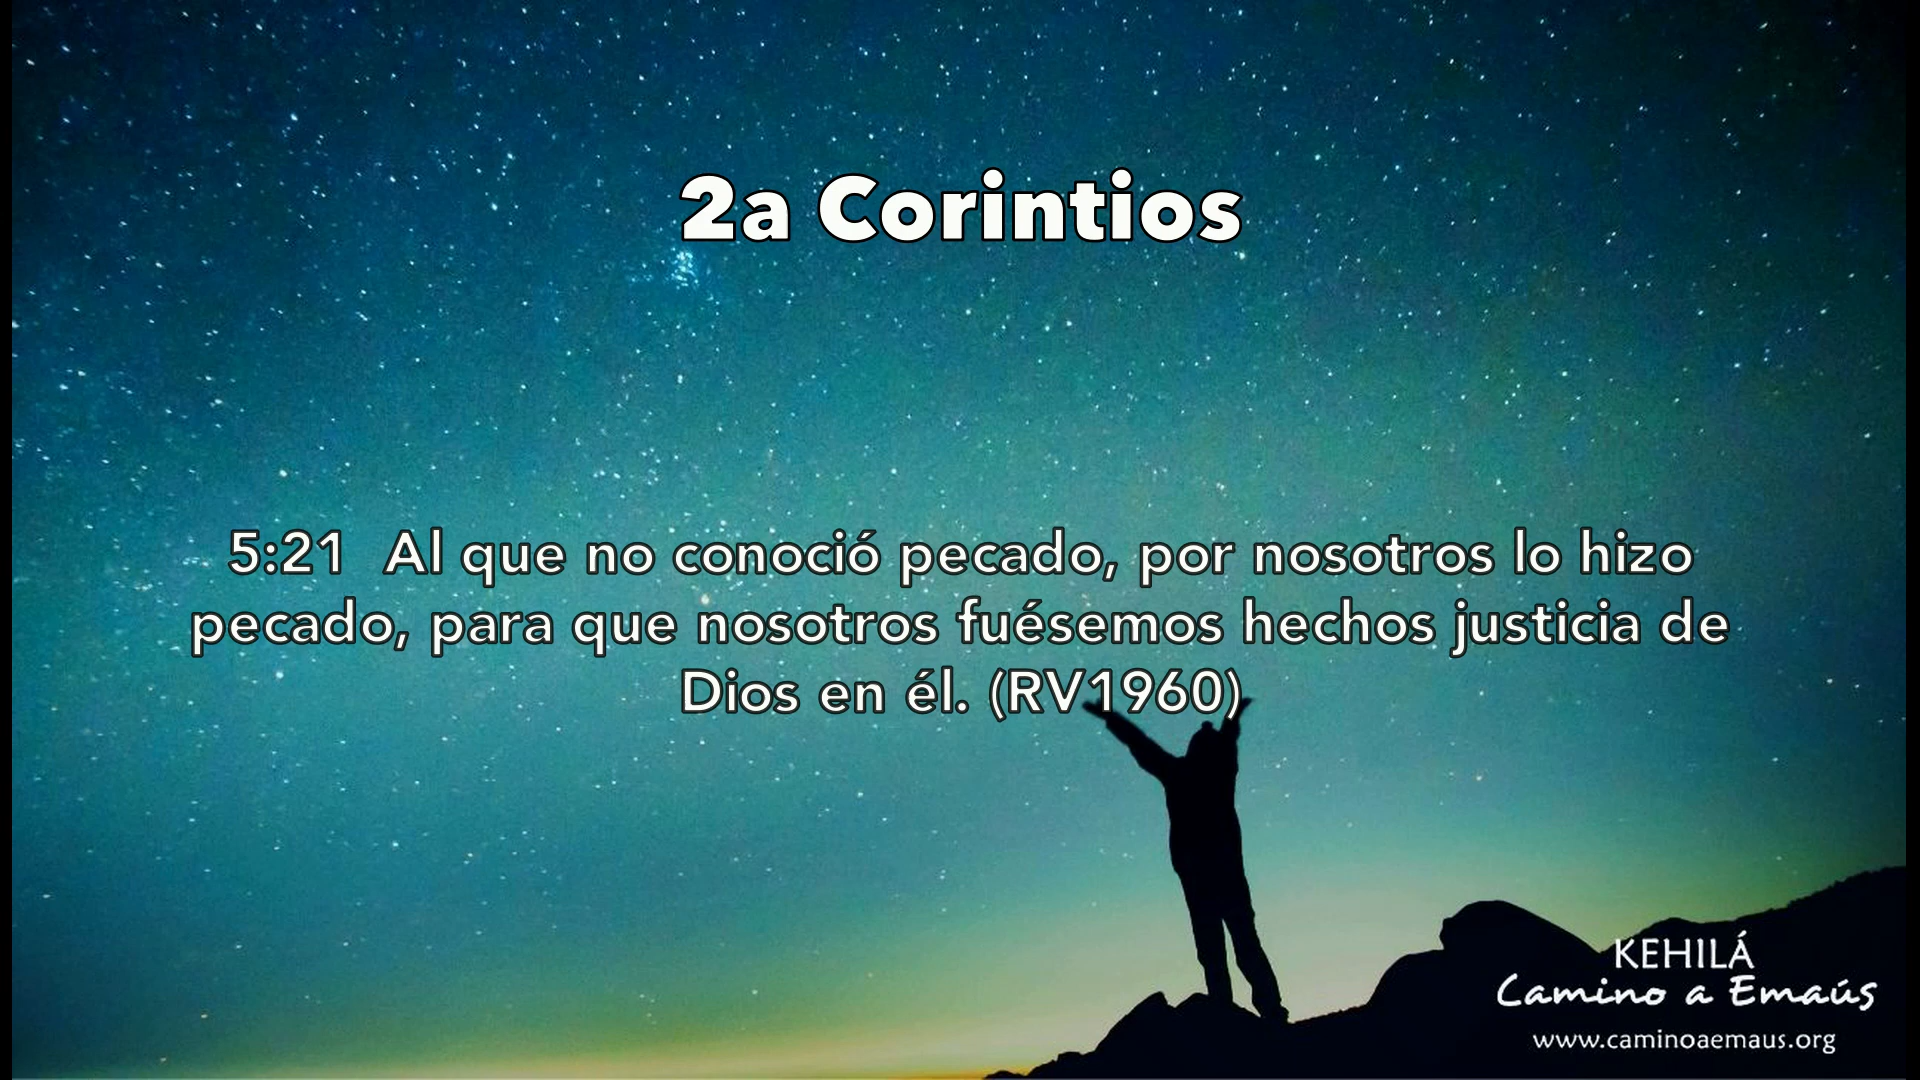 2a Corintios
5:21 Al que no conoció pecado, por nosotros lo hizo
pecado, para que nosotros fuésemos hechos justicia de
Dios en él. (RV1960)
KEHILÁ
Camino a Emaús
www.caminoaemaus.org